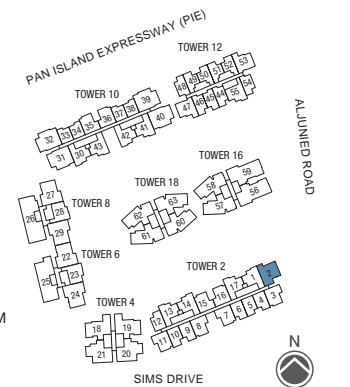 PAN ISLAND EXPRESSWAY (PIE)
TOWER 12
48 49 50 51 52 53
47 46 45 44 55 54
TOWER 10
32 33 34 35 36 37 38 39
31 30 43 42 41 40
ALJUNIED ROAD
TOWER 16
58 59
57 56
TOWER 18
62 63
61 60
TOWER 8
27
26 28
29
TOWER 6
22
25 23
24
TOWER 2
12 13 14 15 16 17 1 2
11 10 9 8 7 6 5 4 3
TOWER 4
18 19
21 20
M
N
SIMS DRIVE